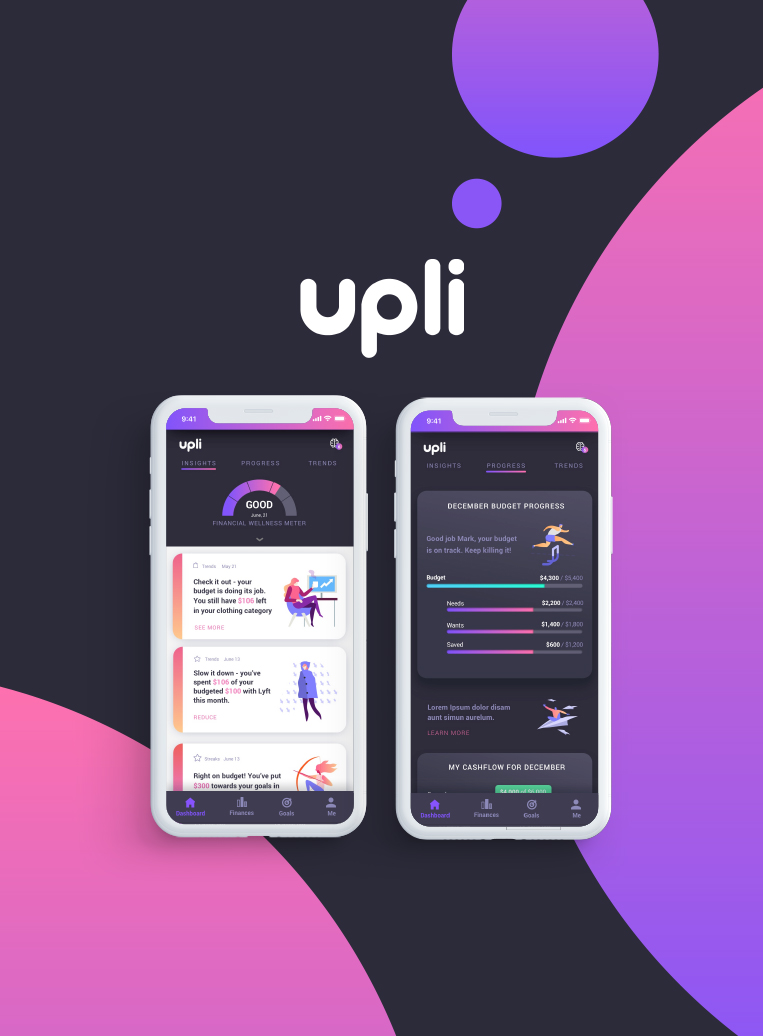 upli
9:41
upli
INSIGHTS PROGRESS TRENDS
GOOD
June, 21
FINANCIAL WELLNESS METER
Trends May 21
Check it out - your
budget is doing its job.
You still have $106 left
in your clothing category
SEE MORE
Trends June 13
Slow it down - you've
spent $106 of your
budgeted $100 with Lyft
this month.
REDUCE
Streaks June 13
Right on budget! You've put
$300 towards your goals in
Dashboard Finances Goals Me
9:41
upli
INSIGHTS PROGRESS TRENDS
DECEMBER BUDGET PROGRESS
Good job Mark, your budget
is on track. Keep killing it!
Budget $4,300 / $5,400
Needs $2,200 / $2,400
Wants $1,400 / $1,800
Saved $600 / $1,200
Lorem Ipsum dolor disam
aunt simun aurelum.
LEARN MORE
MY CASHFLOW FOR DECEMBER
Dashboard Finances Goals Me